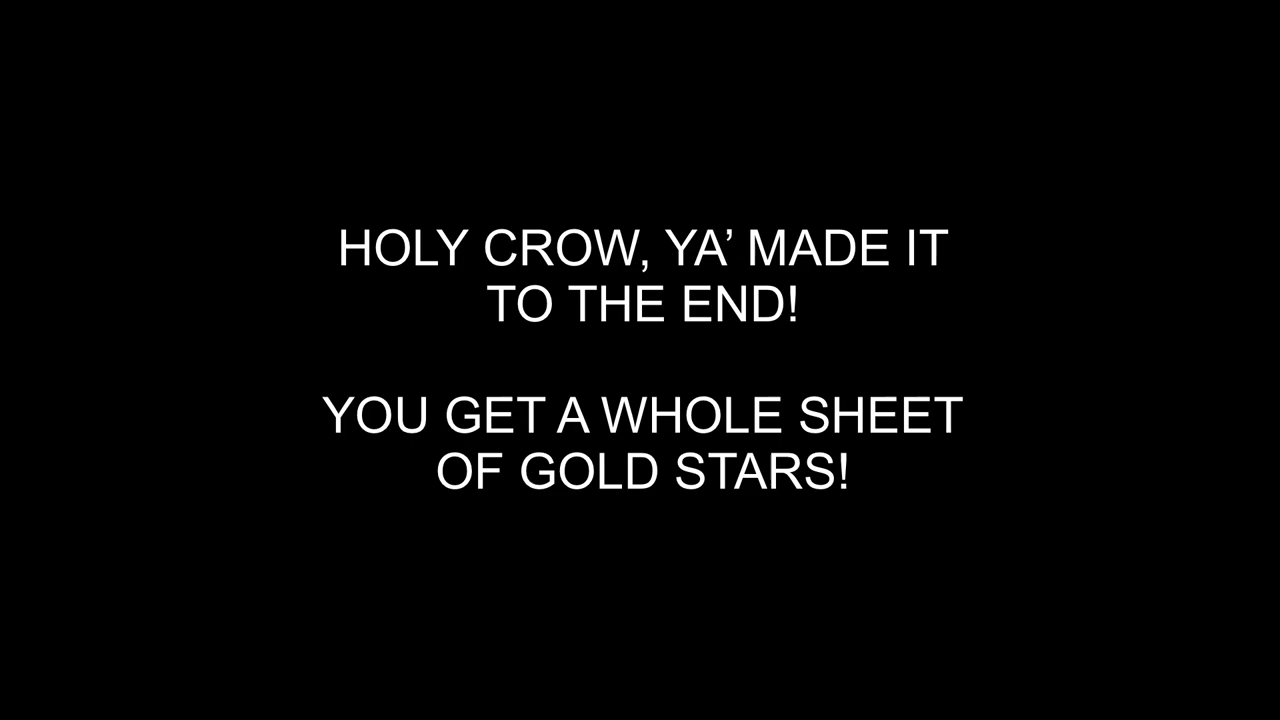 HOLY CROW, YA’ MADE IT
TO THE END!
YOU GET A WHOLE SHEET
OF GOLD STARS!